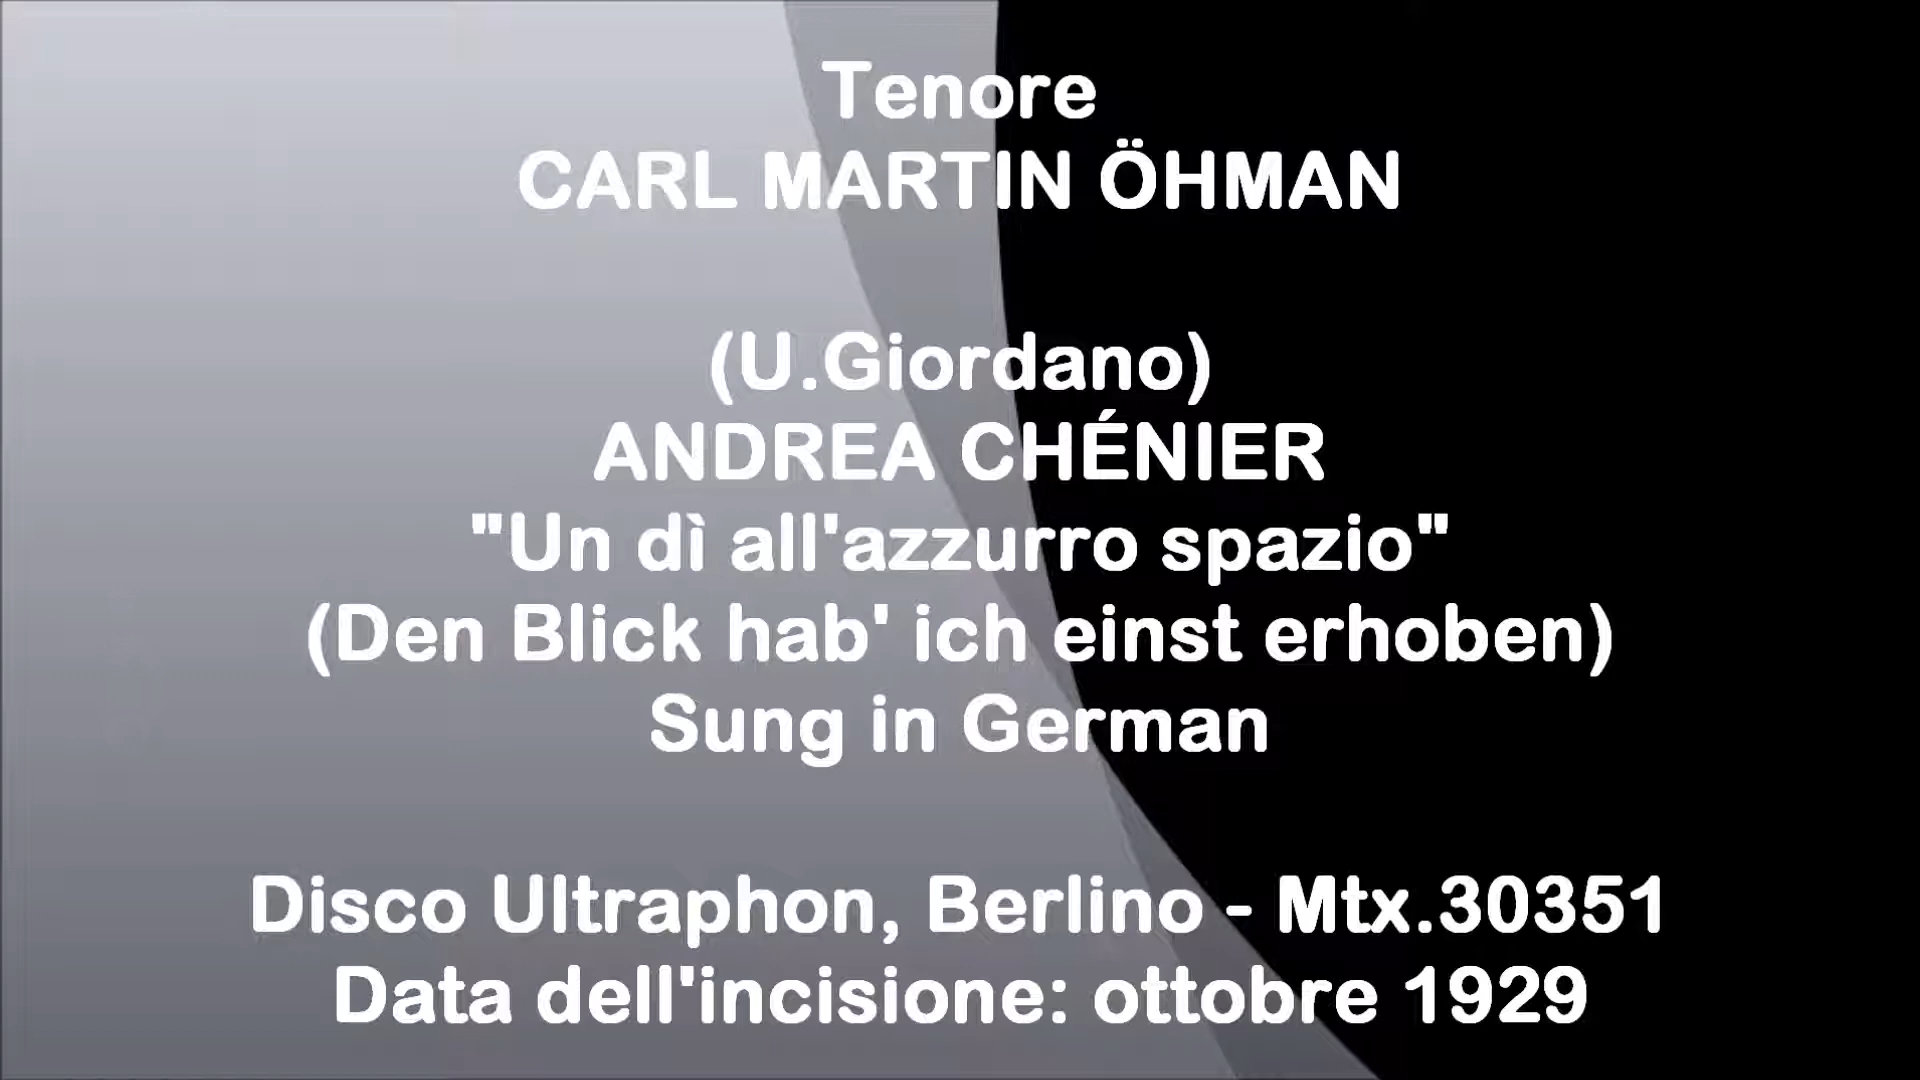 Tenore
CARL MARTIN ÖHMAN
(U.Giordano)
ANDREA CHÉNIER
"Un dì all'azzurro spazio"
(Den Blick hab' ich einst erhoben)
Sung in German
Disco Ultraphon, Berlino - Mtx.30351
Data dell'incisione: ottobre 1929